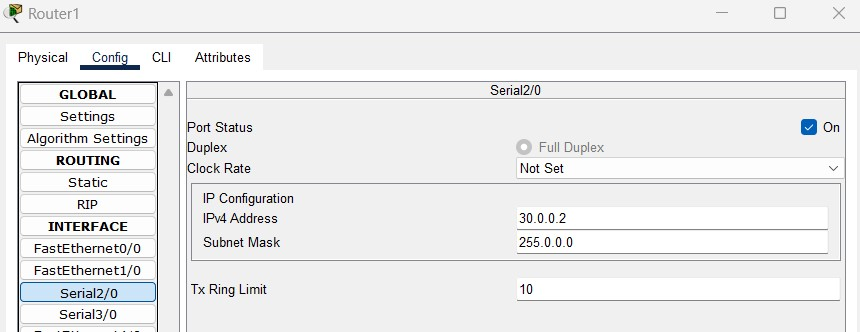 Router1
Physical Config CLI Attributes
GLOBAL
Settings
Algorithm Settings
ROUTING
Static
RIP
INTERFACE
FastEthernet0/0
FastEthernet1/0
Serial2/0
Serial3/0
Serial2/0
Port Status On
Duplex Full Duplex
Clock Rate Not Set
IP Configuration
IPv4 Address 30.0.0.2
Subnet Mask 255.0.0.0
Tx Ring Limit 10